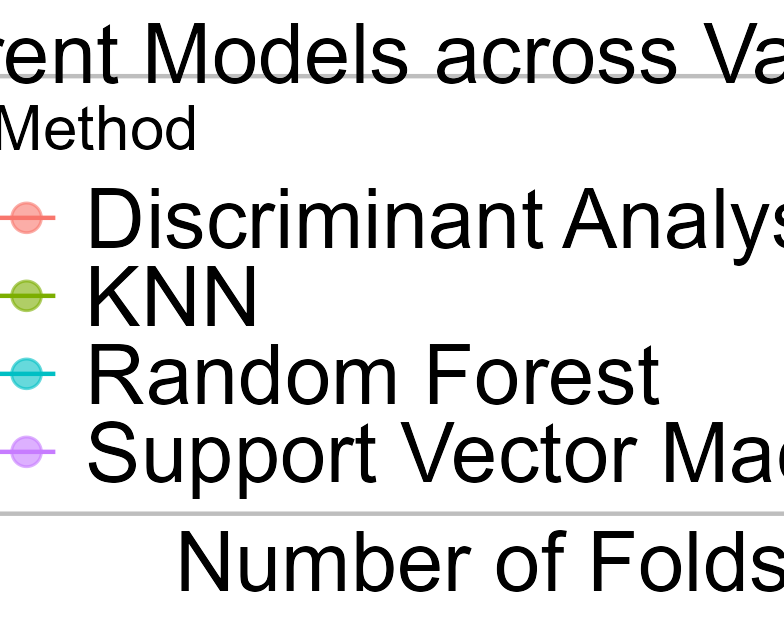 rent Models across Va
Method
Discriminant Analys
KNN
Random Forest
Support Vector Mac
Number of Folds